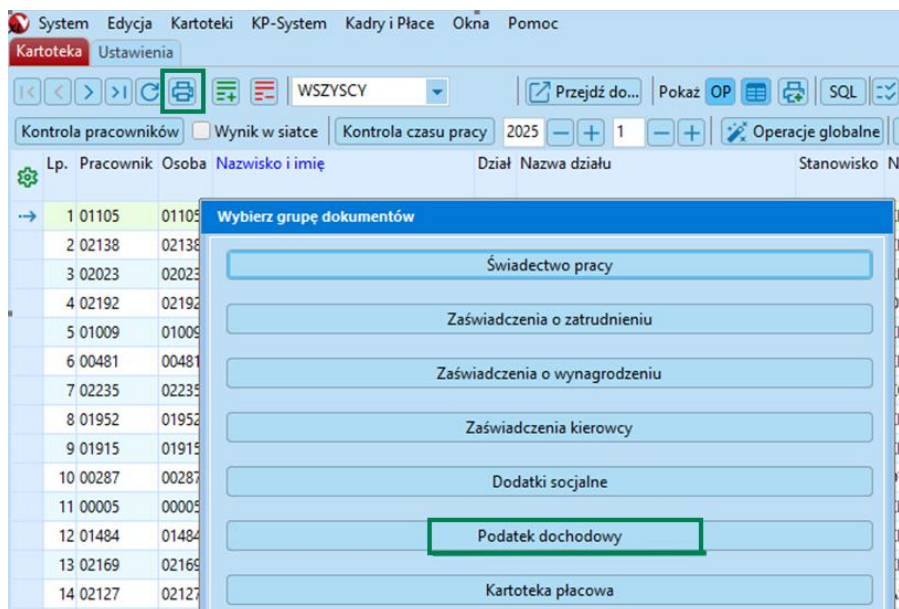 System Edycja Kartoteki KP-System Kadry i Płace Okna Pomoc
Kartoteka Ustawienia
WSZYSCY Przejdź do... Pokaż OP SQL
Kontrola pracowników Wynik w siatce Kontrola czasu pracy 2025 1 Operacje globalne
Lp. Pracownik Osoba Nazwisko i imię Dział Nazwa działu Stanowisko N
1 01105 01105
Wybierz grupę dokumentów
2 02138 02138
Świadectwo pracy
3 02023 02023
4 02192 02192
Zaświadczenia o zatrudnieniu
5 01009 01009
6 00481 00481
Zaświadczenia o wynagrodzeniu
7 02235 02235
8 01952 01952
Zaświadczenia kierowcy
9 01915 01915
10 00287 00287
Dodatki socjalne
11 00005 00005
12 01484 01484
Podatek dochodowy
13 02169 02169
14 02127 02127
Kartoteka płacowa